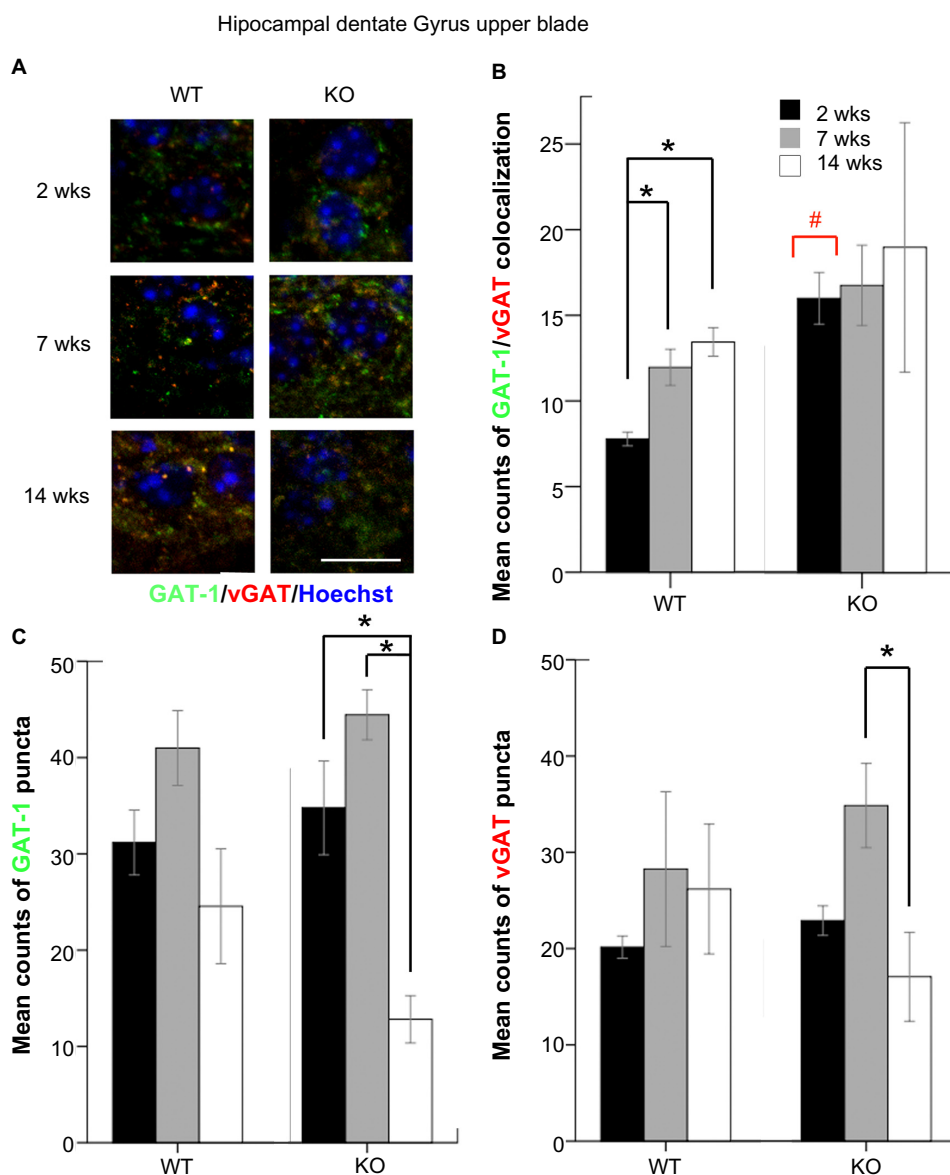 Hipocampal dentate Gyrus upper blade
A
WT KO
2 wks
7 wks
14 wks
GAT-1/vGAT/Hoechst
B
Mean counts of GAT-1/vGAT colocalization
25
20
15
10
5
0
* *
#
2 wks
7 wks
14 wks
WT KO
C
Mean counts of GAT-1 puncta
50
40
30
20
10
0
*
*
WT KO
D
Mean counts of vGAT puncta
50
40
30
20
10
0
*
WT KO